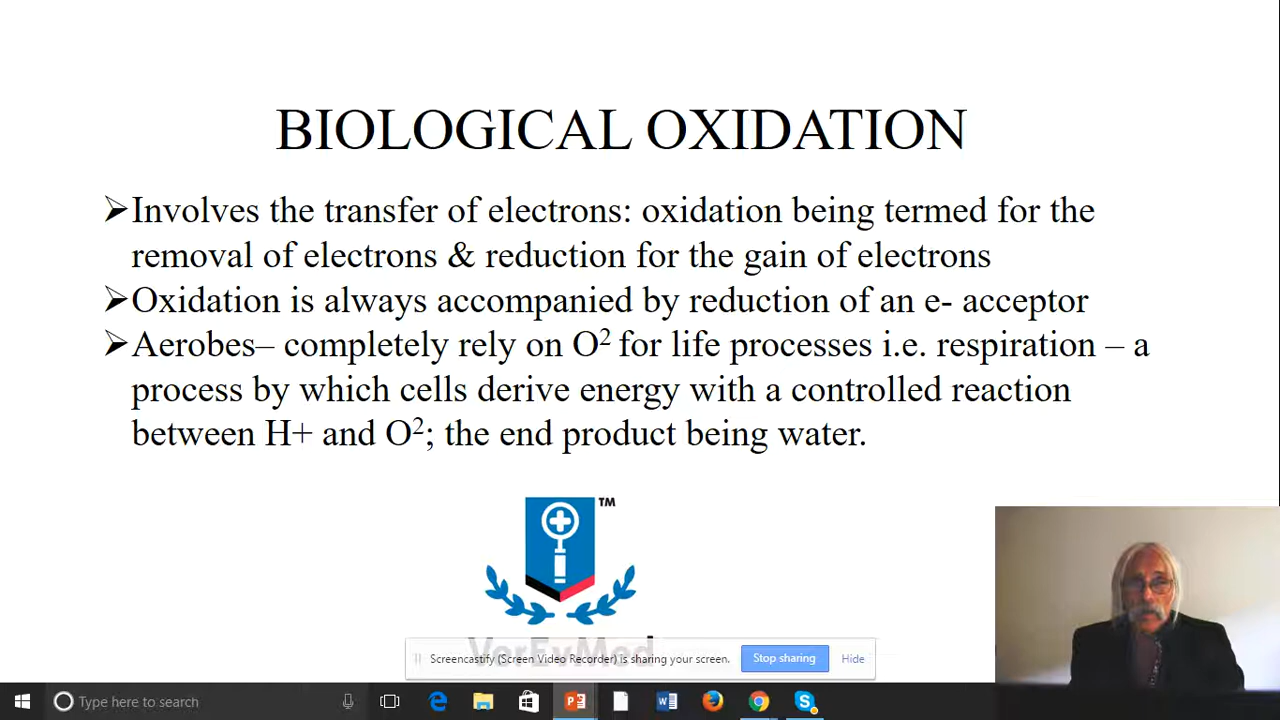 BIOLOGICAL OXIDATION
➢Involves the transfer of electrons: oxidation being termed for the
removal of electrons & reduction for the gain of electrons
➢Oxidation is always accompanied by reduction of an e- acceptor
➢Aerobes– completely rely on O² for life processes i.e. respiration – a
process by which cells derive energy with a controlled reaction
between H+ and O²; the end product being water.
TM
VerEvMed
Screencastify (Screen Video Recorder) is sharing your screen. Stop sharing Hide
Type here to search